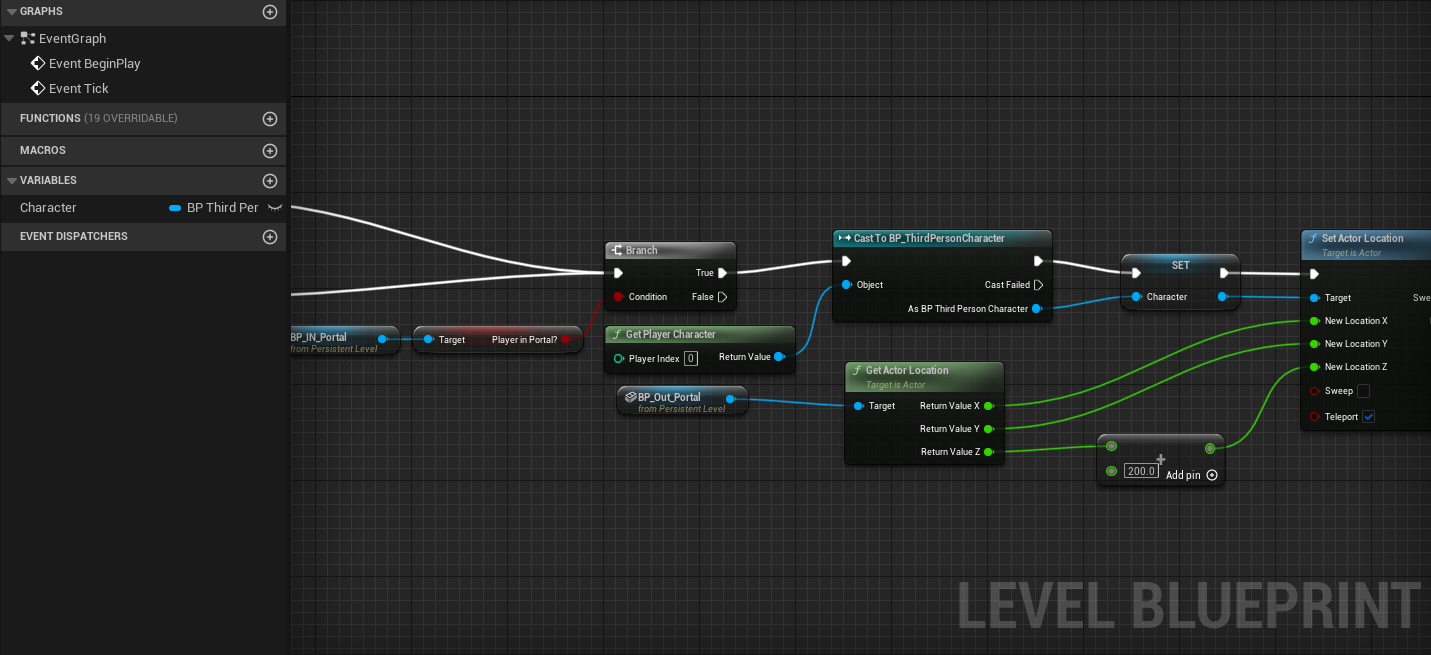 GRAPHS
EventGraph
Event BeginPlay
Event Tick
FUNCTIONS (19 OVERRIDABLE)
MACROS
VARIABLES
Character BP Third Per
EVENT DISPATCHERS
BP_IN_Portal
from Persistent Level
Target Player in Portal?
Branch
True
Condition False
Get Player Character
Player Index 0 Return Value
BP_Out_Portal
from Persistent Level
Cast To BP_ThirdPersonCharacter
Object Cast Failed
As BP Third Person Character
Get Actor Location
Target is Actor
Target Return Value X
Return Value Y
Return Value Z
SET
Character
200.0 + Add pin
Set Actor Location
Target is Actor
Target Swe
New Location X
New Location Y
New Location Z
Sweep
Teleport
LEVEL BLUEPRINT